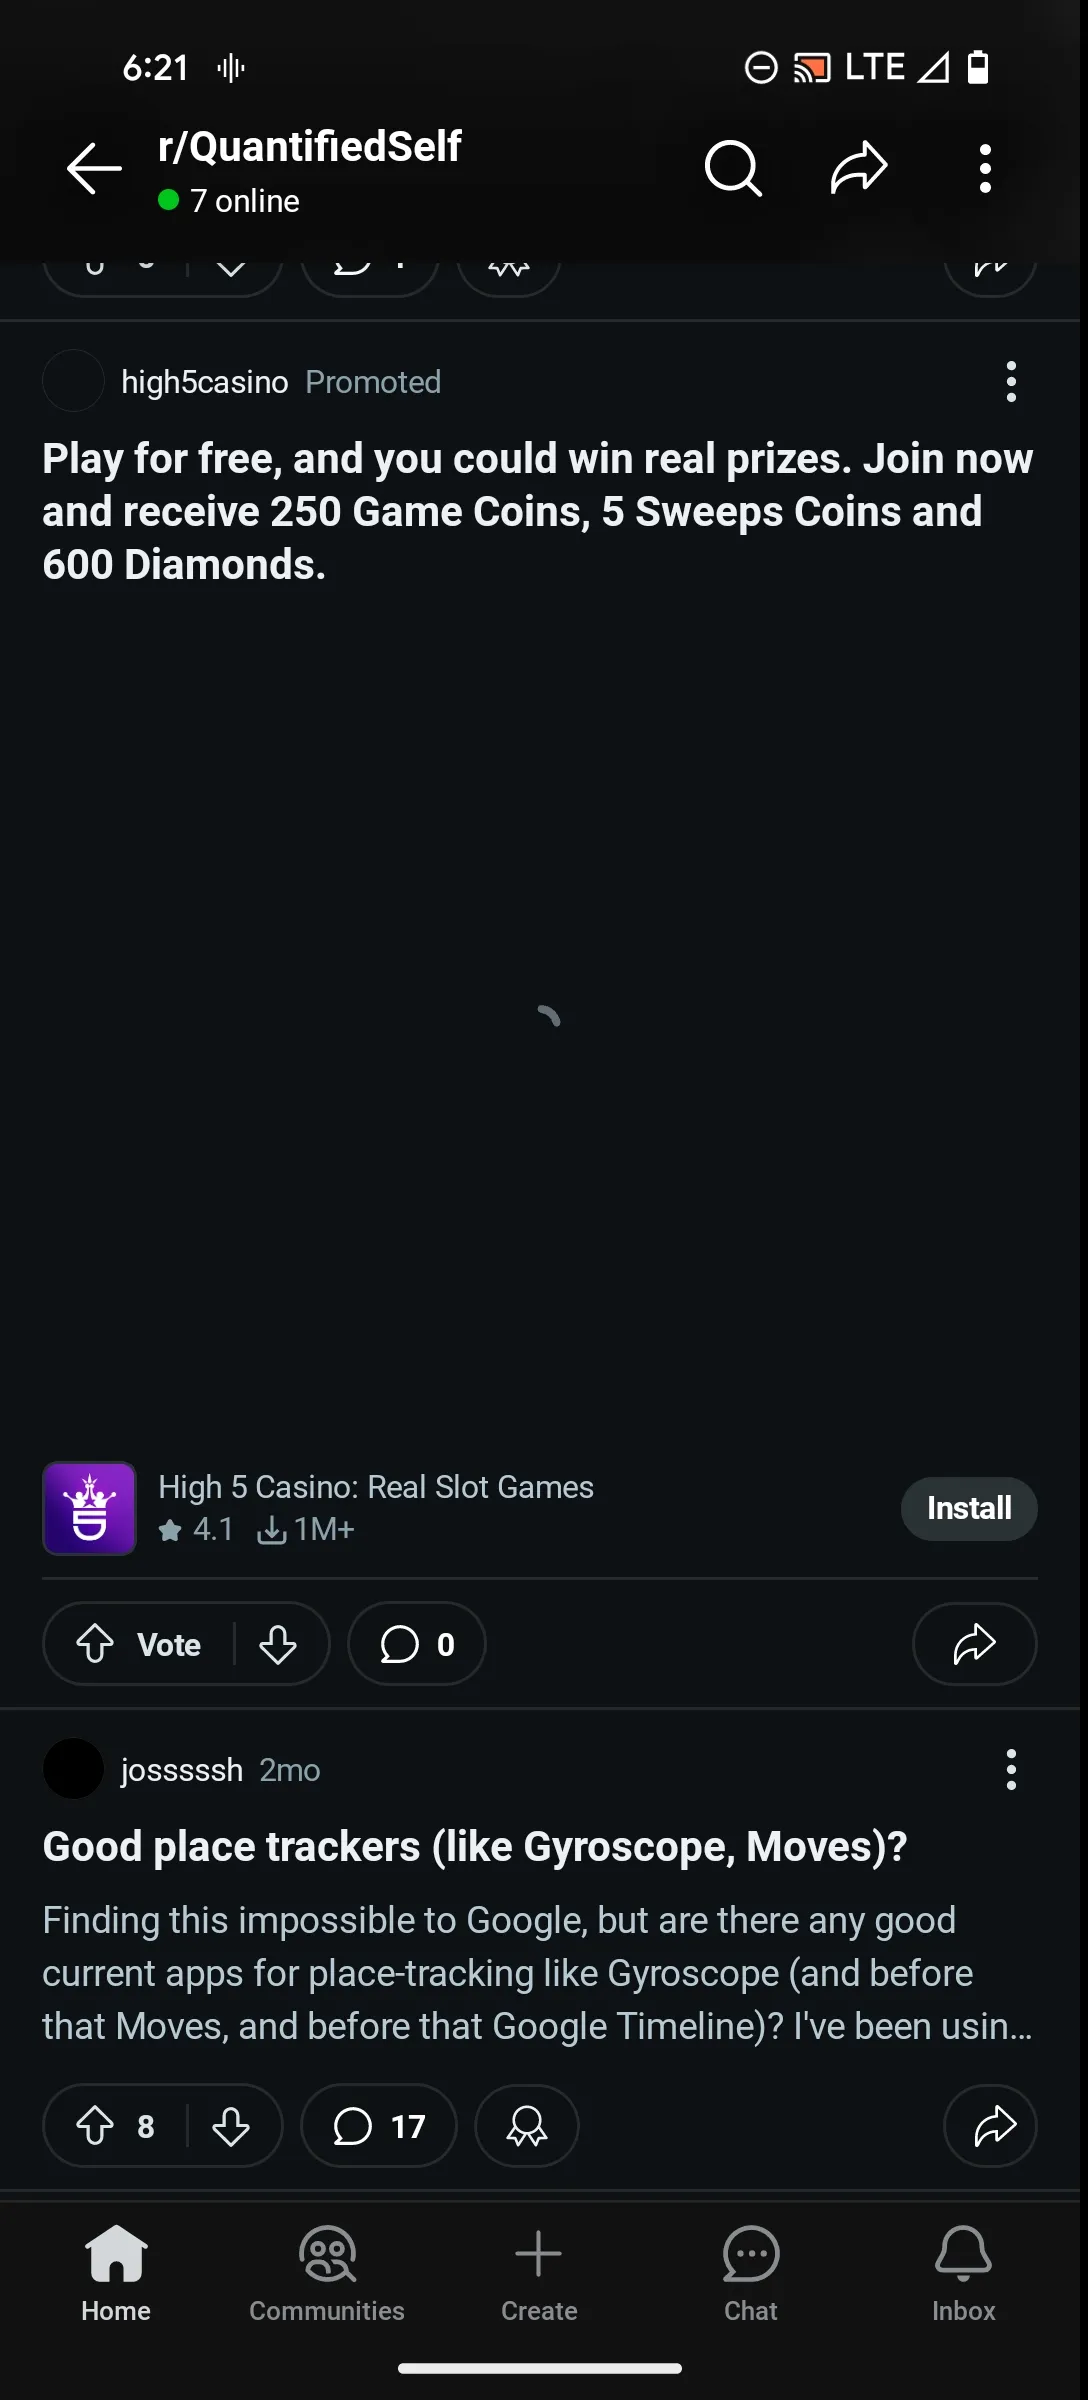 6:21
LTE
r/QuantifiedSelf
7 online
high5casino Promoted
Play for free, and you could win real prizes. Join now
and receive 250 Game Coins, 5 Sweeps Coins and
600 Diamonds.
High 5 Casino: Real Slot Games
4.1 1M+
Install
Vote
0
josssssh 2mo
Good place trackers (like Gyroscope, Moves)?
Finding this impossible to Google, but are there any good
current apps for place-tracking like Gyroscope (and before
that Moves, and before that Google Timeline)? I've been usin...
8
17
Home
Communities
Create
Chat
Inbox